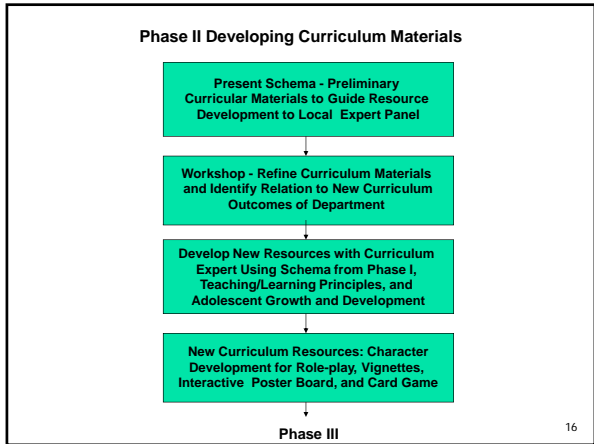 Phase II Developing Curriculum Materials
Present Schema - Preliminary
Curricular Materials to Guide Resource
Development to Local Expert Panel
Workshop - Refine Curriculum Materials
and Identify Relation to New Curriculum
Outcomes of Department
Develop New Resources with Curriculum
Expert Using Schema from Phase I,
Teaching/Learning Principles, and
Adolescent Growth and Development
New Curriculum Resources: Character
Development for Role-play, Vignettes,
Interactive Poster Board, and Card Game
Phase III
16